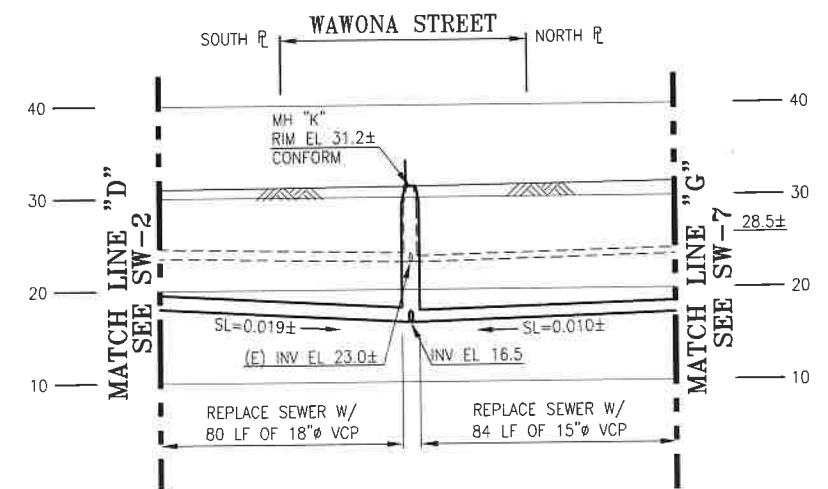 WAWONA STREET
SOUTH ⅊
NORTH ⅊
40
40
MH "K"
RIM EL 31.2±
CONFORM
30
30
28.5±
20
20
10
10
MATCH LINE "D"
SEE SW-2
MATCH LINE "G"
SEE SW-7
SL=0.019±
SL=0.010±
(E) INV EL 23.0±
INV EL 16.5
REPLACE SEWER W/
80 LF OF 18"ø VCP
REPLACE SEWER W/
84 LF OF 15"ø VCP